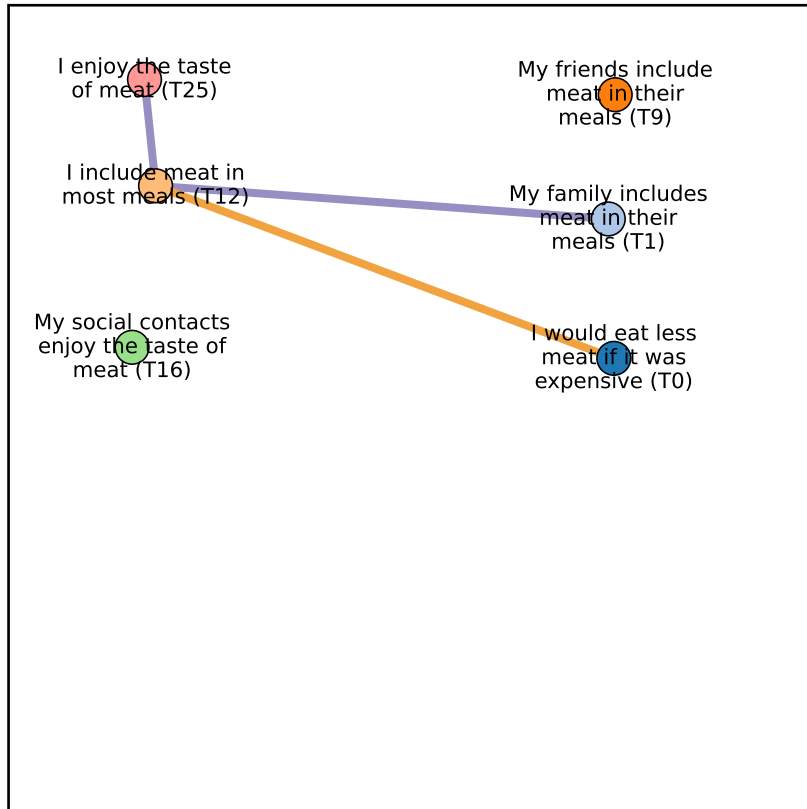 I enjoy the taste
of meat (T25)
My friends include
meat in their
meals (T9)
I include meat in
most meals (T12)
My family includes
meat in their
meals (T1)
My social contacts
enjoy the taste of
meat (T16)
I would eat less
meat if it was
expensive (T0)